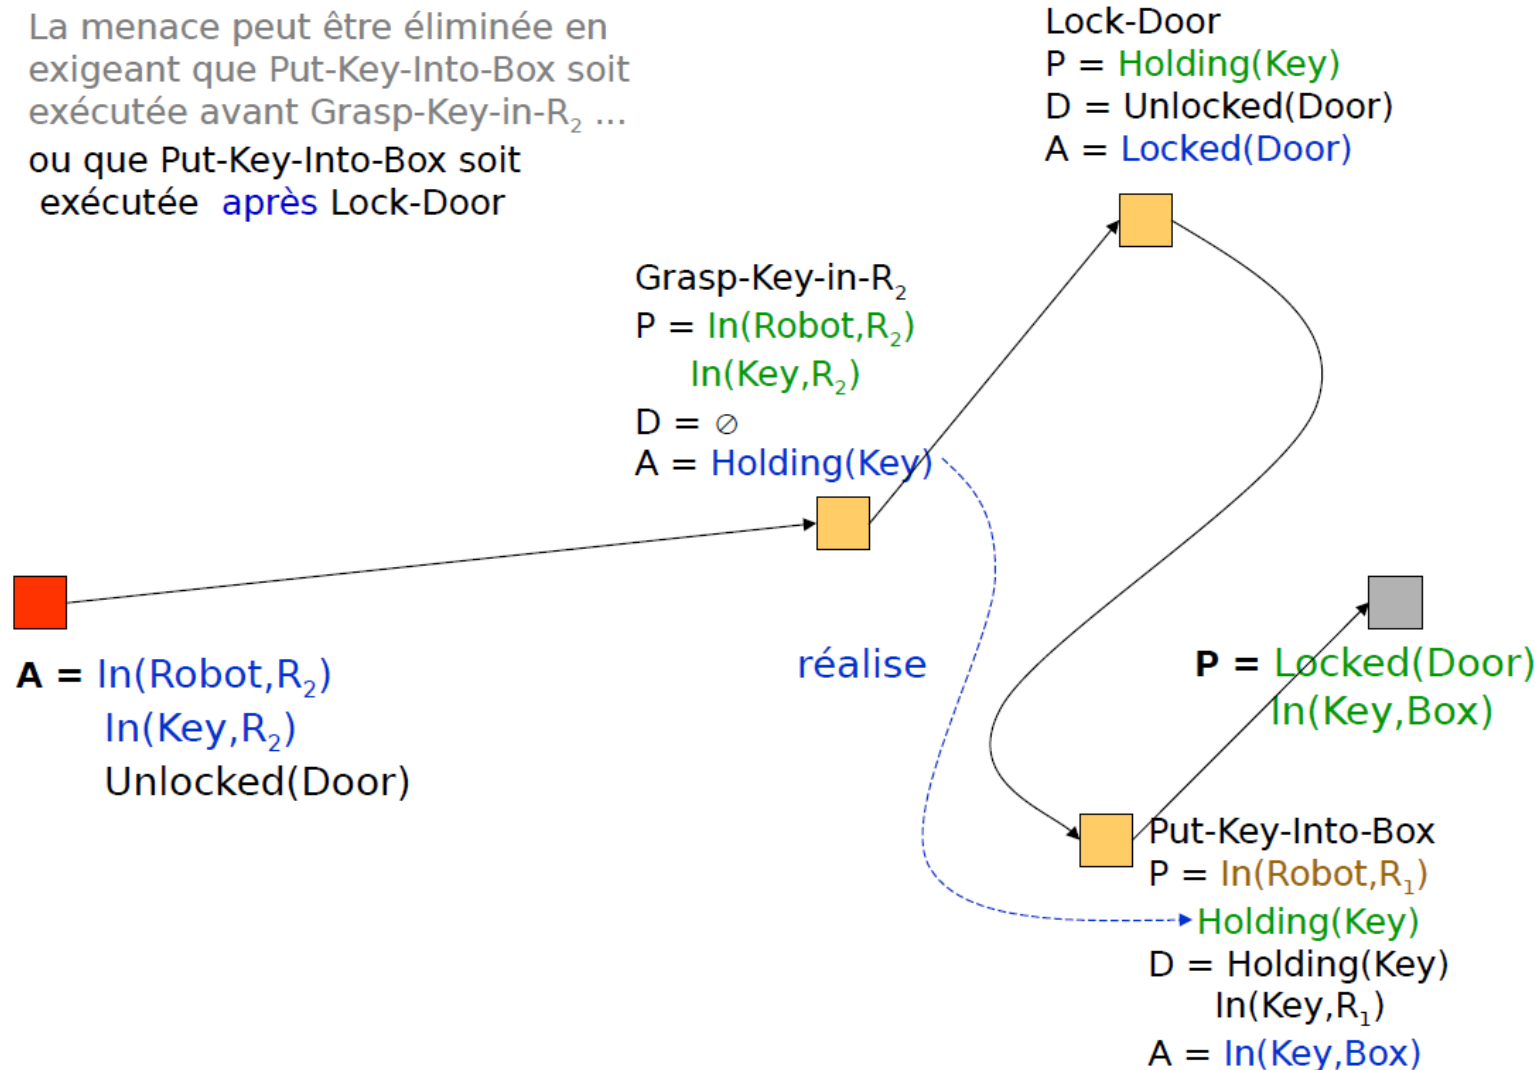 La menace peut être éliminée en
exigeant que Put-Key-Into-Box soit
exécutée avant Grasp-Key-in-R₂ ...
ou que Put-Key-Into-Box soit
exécutée après Lock-Door
Lock-Door
P = Holding(Key)
D = Unlocked(Door)
A = Locked(Door)
Grasp-Key-in-R₂
P = In(Robot,R₂)
In(Key,R₂)
D = ∅
A = Holding(Key)
réalise
A = In(Robot,R₂)
In(Key,R₂)
Unlocked(Door)
P = Locked(Door)
In(Key,Box)
Put-Key-Into-Box
P = In(Robot,R₁)
Holding(Key)
D = Holding(Key)
In(Key,R₁)
A = In(Key,Box)